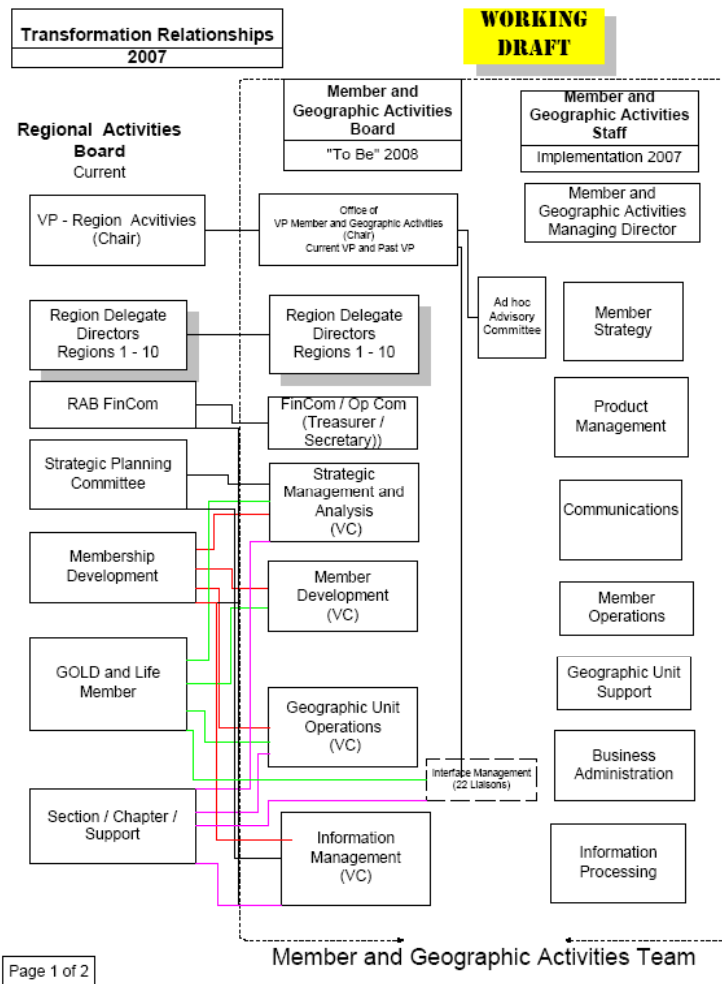 Transformation Relationships
2007
WORKING
DRAFT
Regional Activities
Board
Current
Member and
Geographic Activities
Board
"To Be" 2008
Member and
Geographic Activities
Staff
Implementation 2007
VP - Region Acvitivies
(Chair)
Office of
VP Member and Geographic Activities
(Chair)
Current VP and Past VP
Member and
Geographic Activities
Managing Director
Region Delegate
Directors
Regions 1 - 10
Region Delegate
Directors
Regions 1 - 10
Ad hoc
Advisory
Committee
Member
Strategy
RAB FinCom
FinCom / Op Com
(Treasurer /
Secretary))
Product
Management
Strategic Planning
Committee
Strategic
Management and
Analysis
(VC)
Communications
Membership
Development
Member
Development
(VC)
Member
Operations
GOLD and Life
Member
Geographic Unit
Operations
(VC)
Geographic Unit
Support
Interface Management
(22 Liaisons)
Business
Administration
Section / Chapter /
Support
Information
Management
(VC)
Information
Processing
Member and Geographic Activities Team
Page 1 of 2